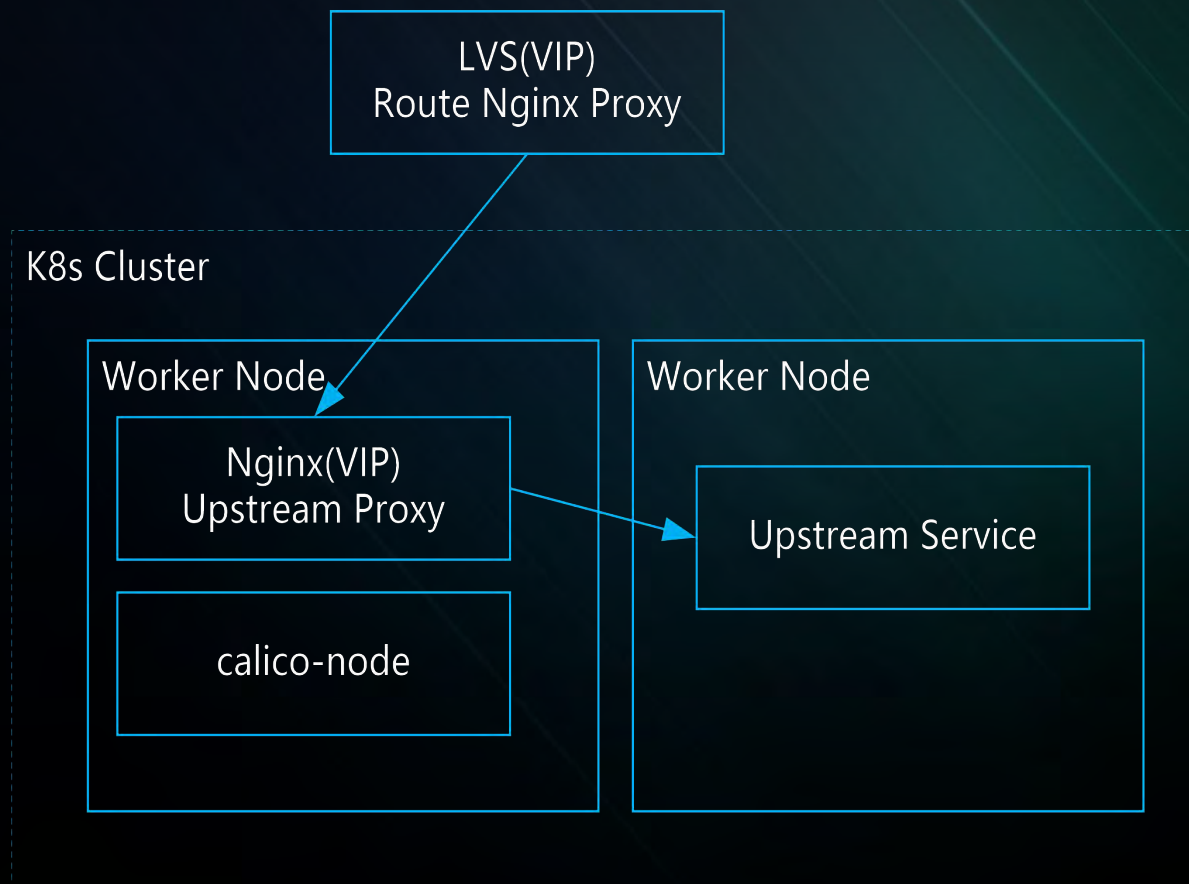 LVS(VIP)
Route Nginx Proxy
K8s Cluster
Worker Node
Nginx(VIP)
Upstream Proxy
calico-node
Worker Node
Upstream Service